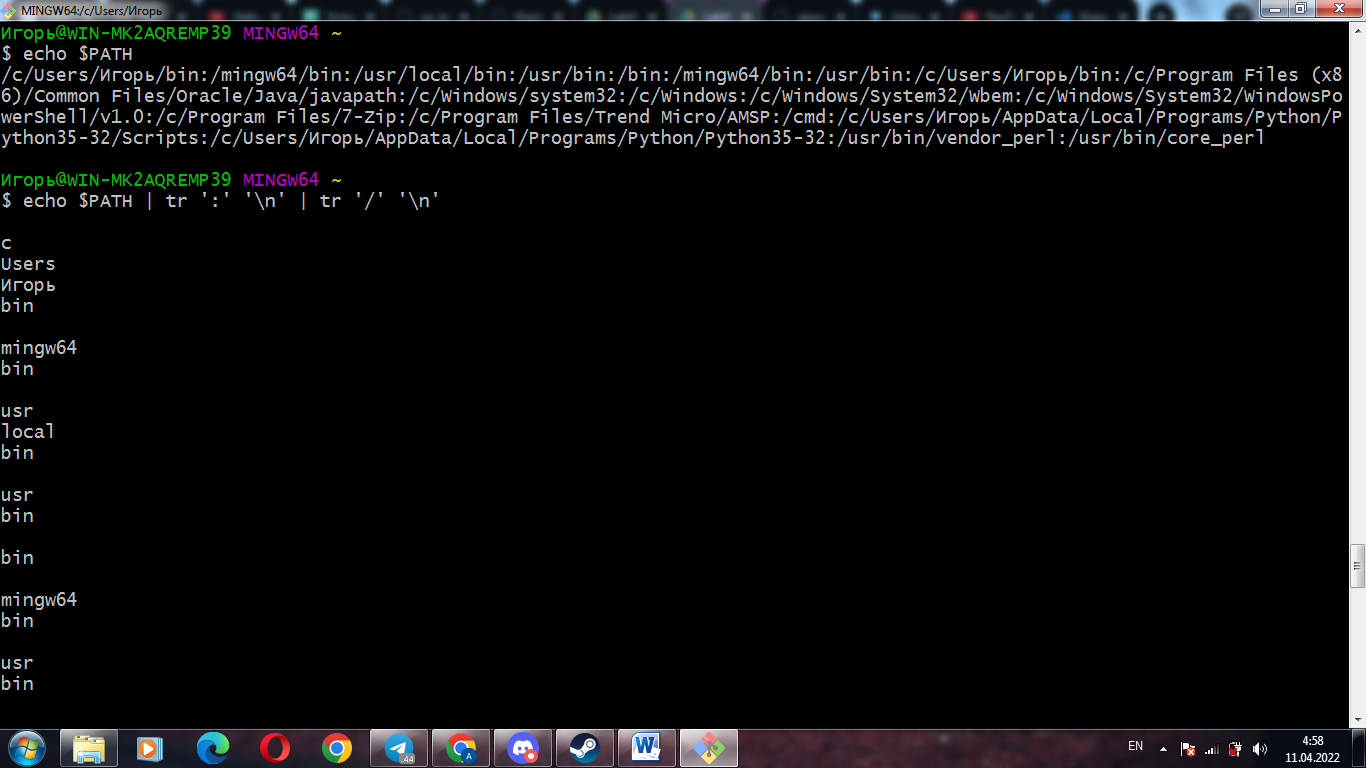 MINGW64:/c/Users/Игорь
Игорь@WIN-MK2AQREMP39 MINGW64 ~
$ echo $PATH
/c/Users/Игорь/bin:/mingw64/bin:/usr/local/bin:/usr/bin:/bin:/mingw64/bin:/usr/bin:/c/Users/Игорь/bin:/c/Program Files (x8
6)/Common Files/Oracle/Java/javapath:/c/Windows/system32:/c/Windows:/c/Windows/System32/Wbem:/c/Windows/System32/WindowsPo
werShell/v1.0:/c/Program Files/7-Zip:/c/Program Files/Trend Micro/AMSP:/cmd:/c/Users/Игорь/AppData/Local/Programs/Python/P
ython35-32/Scripts:/c/Users/Игорь/AppData/Local/Programs/Python/Python35-32:/usr/bin/vendor_perl:/usr/bin/core_perl
Игорь@WIN-MK2AQREMP39 MINGW64 ~
$ echo $PATH | tr ':' '\n' | tr '/' '\n'
c
Users
Игорь
bin
mingw64
bin
usr
local
bin
usr
bin
bin
mingw64
bin
usr
bin
.44
A
W
EN
4:58
11.04.2022